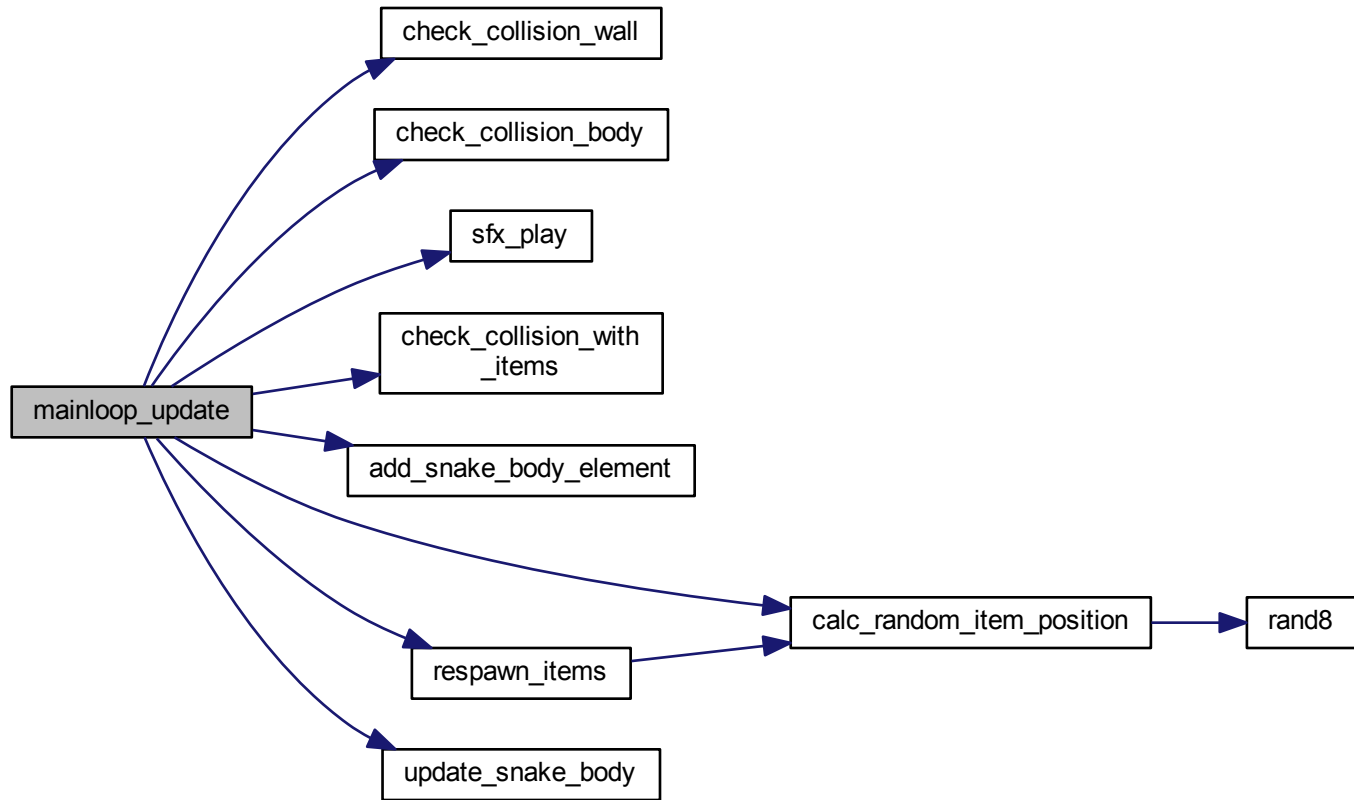 check_collision_wall
check_collision_body
sfx_play
check_collision_with
_items
mainloop_update
add_snake_body_element
calc_random_item_position
rand8
respawn_items
update_snake_body